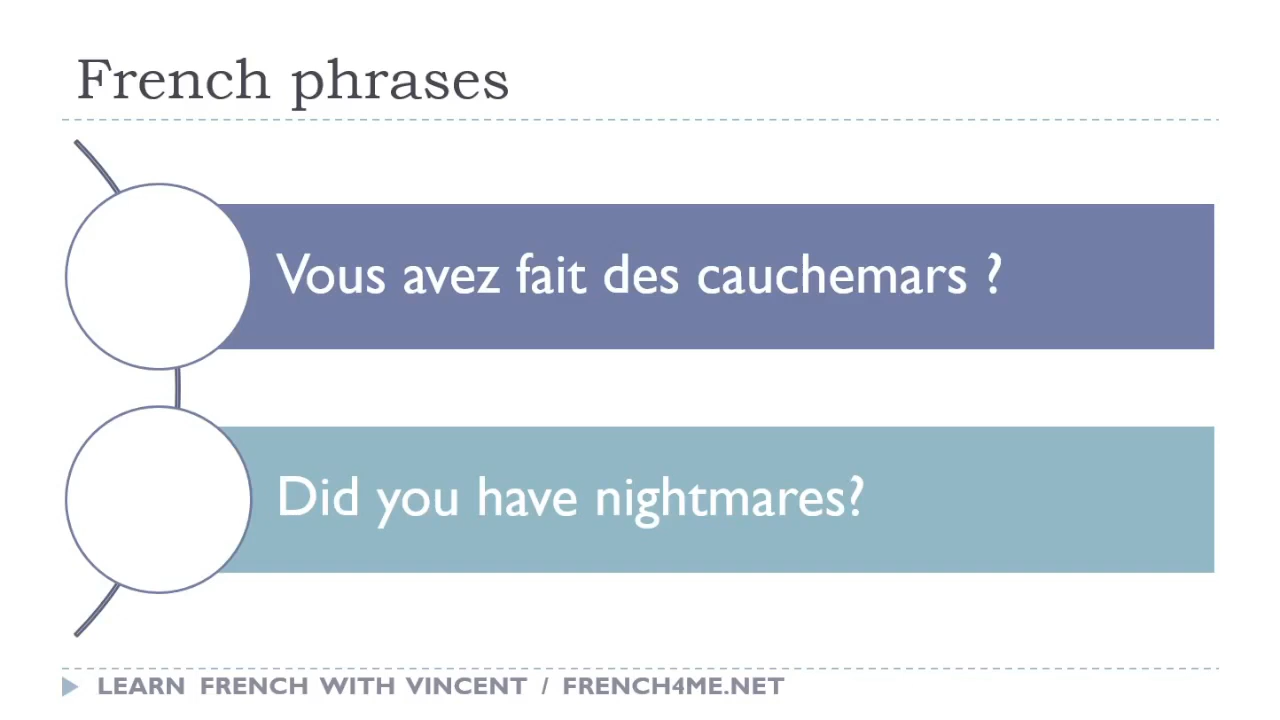 French phrases
Vous avez fait des cauchemars ?
Did you have nightmares?
LEARN FRENCH WITH VINCENT / FRENCH4ME.NET